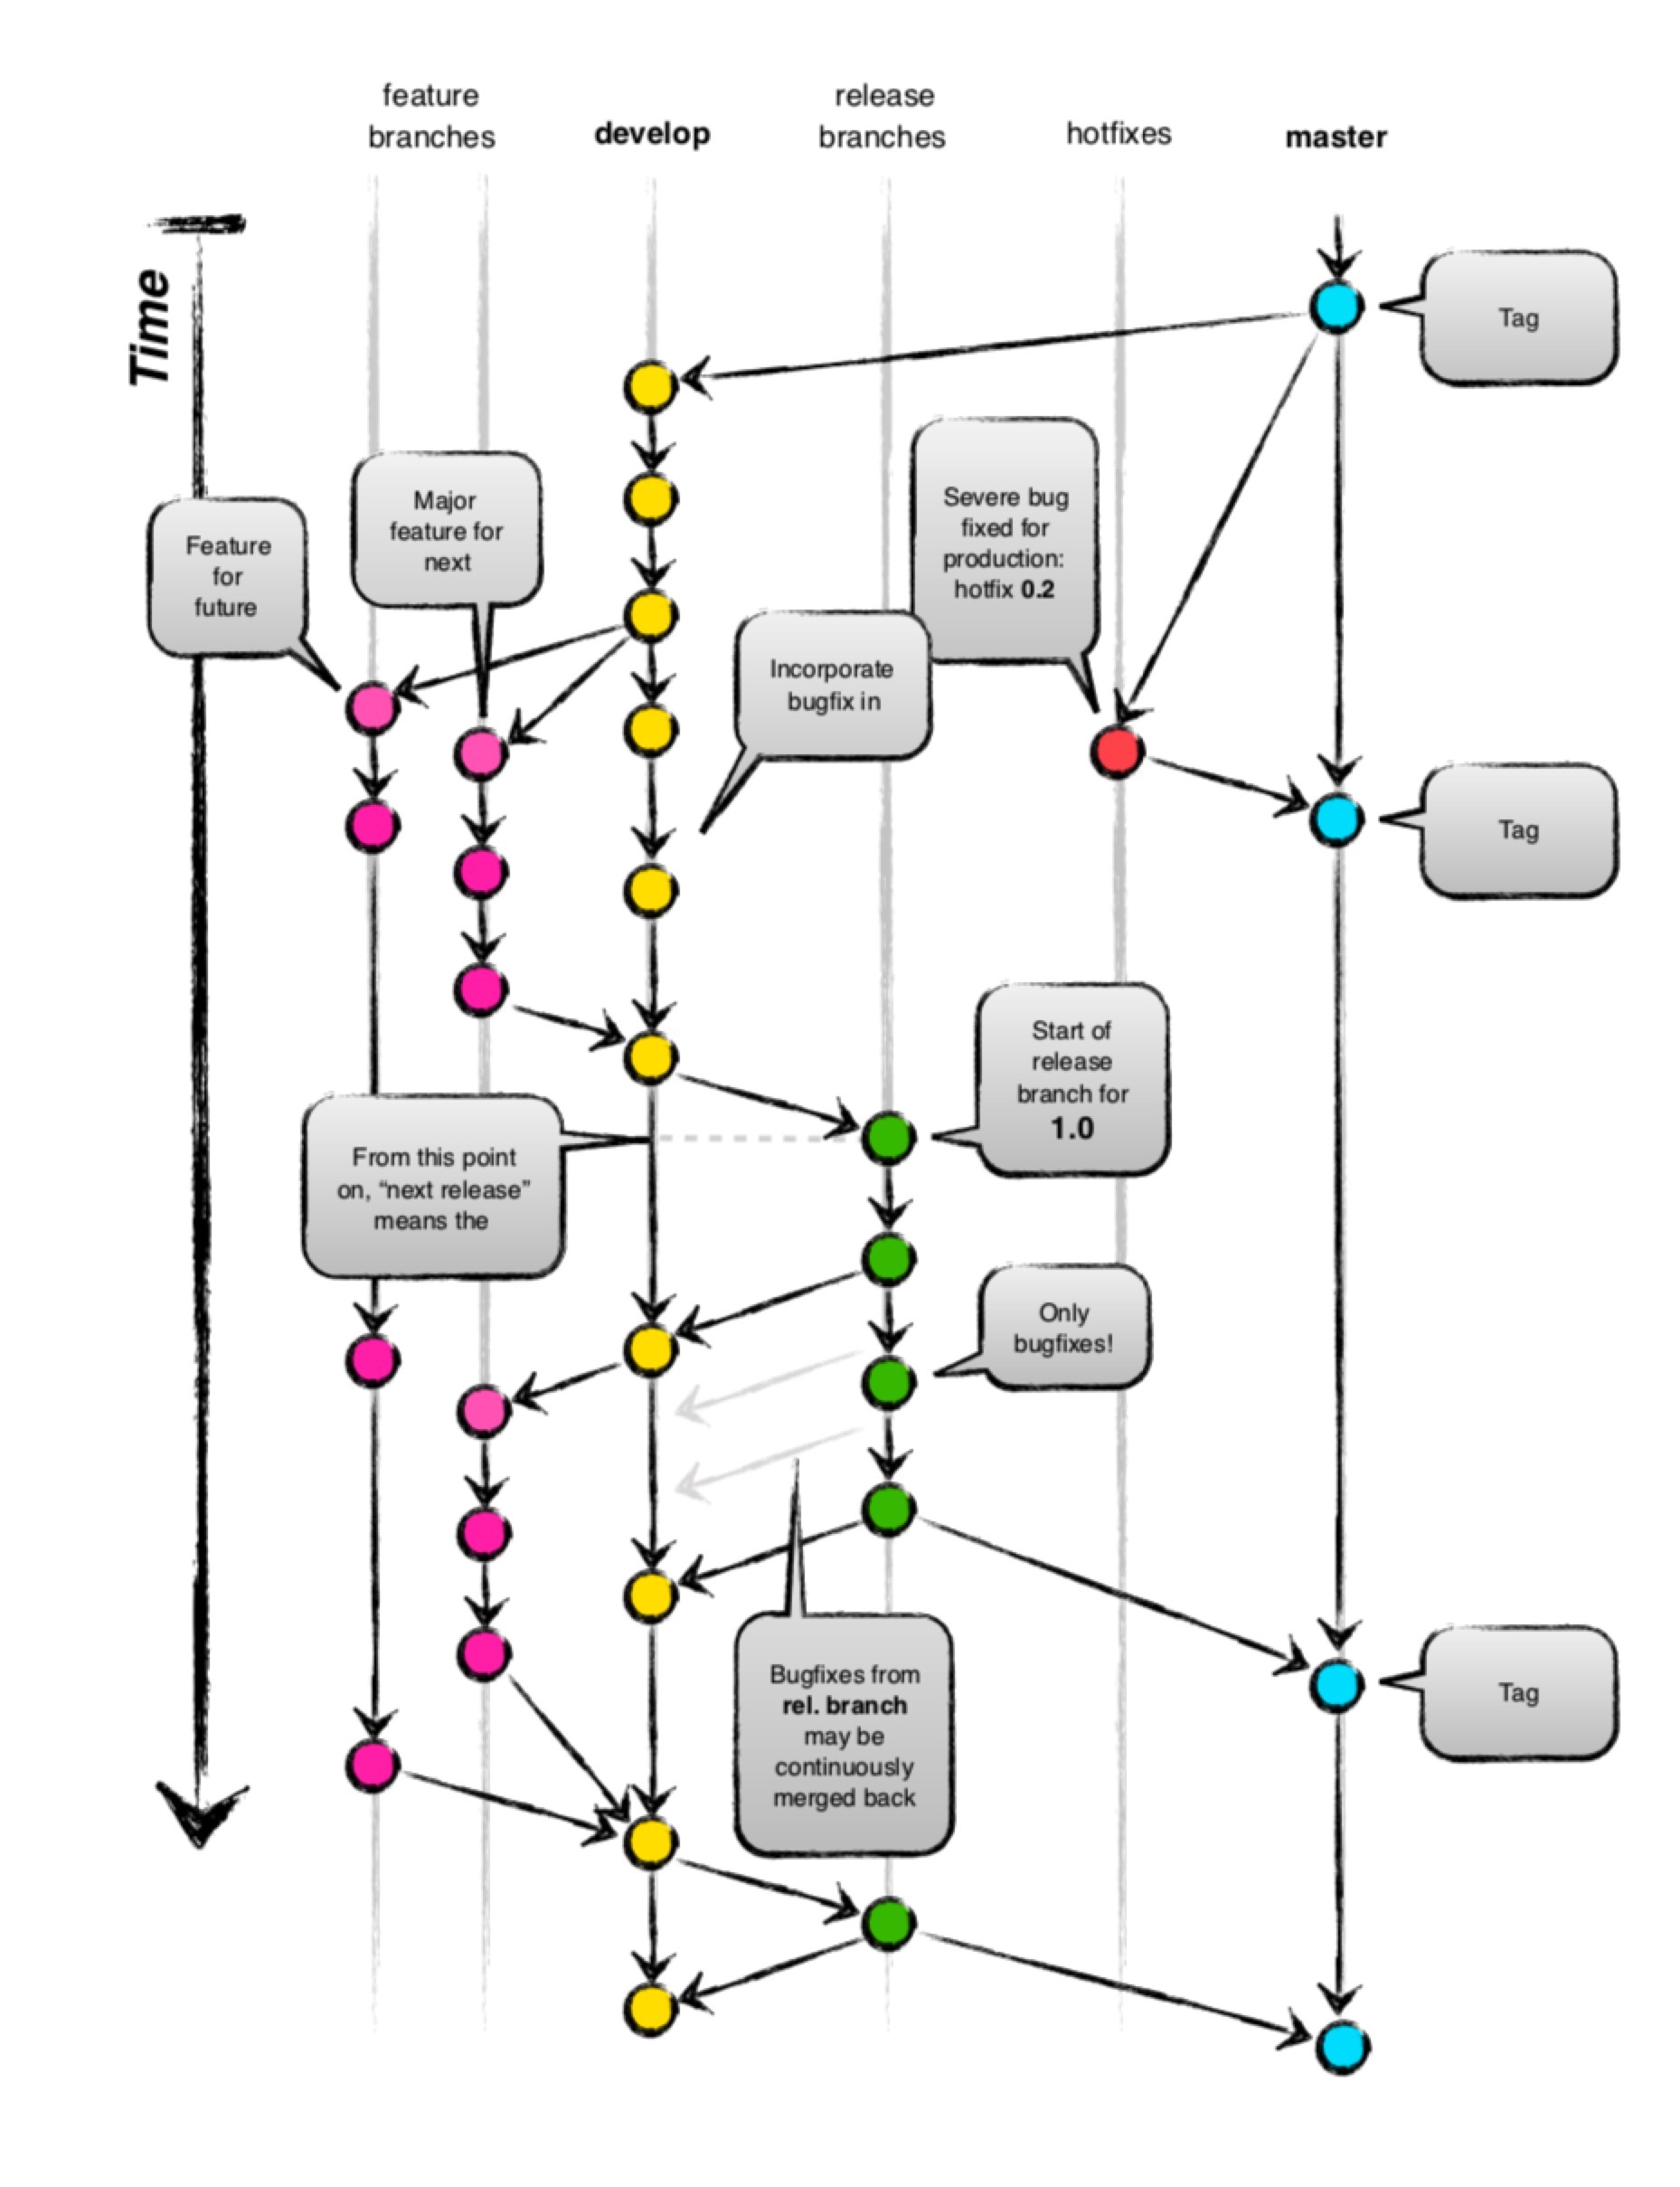 feature
branches
develop
release
branches
hotfixes
master
Time
Tag
Severe bug
fixed for
production:
hotfix 0.2
Major
feature for
next
Feature
for
future
Incorporate
bugfix in
Tag
Start of
release
branch for
1.0
From this point
on, “next release”
means the
Only
bugfixes!
Bugfixes from
rel. branch
may be
continuously
merged back
Tag